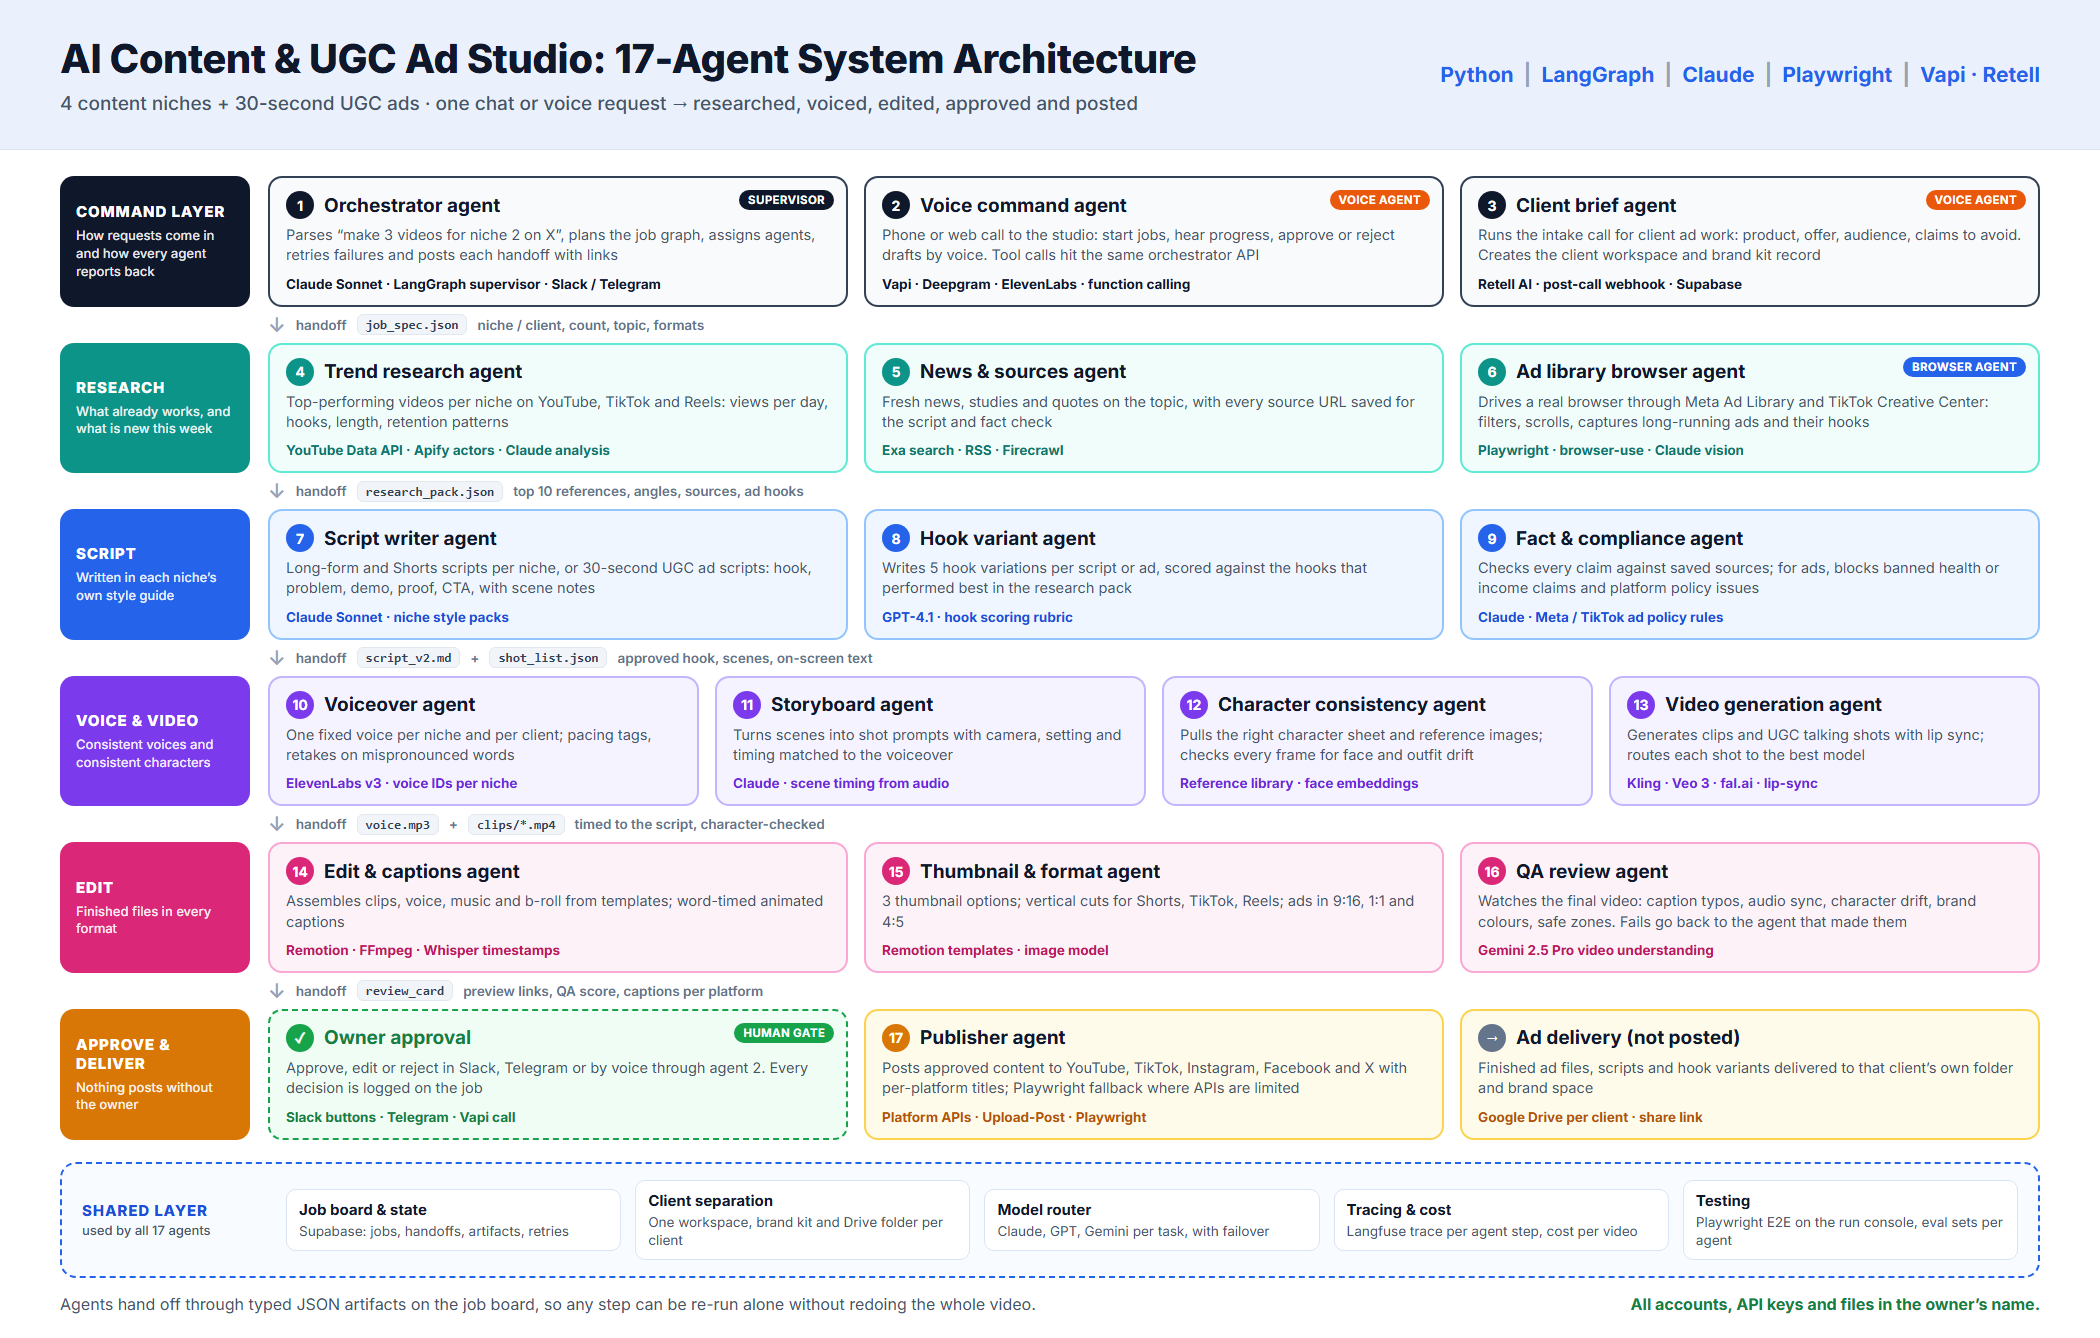 AI Content & UGC Ad Studio: 17-Agent System Architecture
4 content niches + 30-second UGC ads · one chat or voice request → researched, voiced, edited, approved and posted
Python | LangGraph | Claude | Playwright | Vapi · Retell
COMMAND LAYER
How requests come in
and how every agent
reports back
1 Orchestrator agent
SUPERVISOR
Parses “make 3 videos for niche 2 on X”, plans the job graph, assigns agents,
retries failures and posts each handoff with links
Claude Sonnet · LangGraph supervisor · Slack / Telegram
2 Voice command agent
VOICE AGENT
Phone or web call to the studio: start jobs, hear progress, approve or reject
drafts by voice. Tool calls hit the same orchestrator API
Vapi · Deepgram · ElevenLabs · function calling
3 Client brief agent
VOICE AGENT
Runs the intake call for client ad work: product, offer, audience, claims to avoid.
Creates the client workspace and brand kit record
Retell AI · post-call webhook · Supabase
↓ handoff job_spec.json niche / client, count, topic, formats
RESEARCH
What already works, and
what is new this week
4 Trend research agent
Top-performing videos per niche on YouTube, TikTok and Reels: views per day,
hooks, length, retention patterns
YouTube Data API · Apify actors · Claude analysis
5 News & sources agent
Fresh news, studies and quotes on the topic, with every source URL saved for
the script and fact check
Exa search · RSS · Firecrawl
6 Ad library browser agent
BROWSER AGENT
Drives a real browser through Meta Ad Library and TikTok Creative Center:
filters, scrolls, captures long-running ads and their hooks
Playwright · browser-use · Claude vision
↓ handoff research_pack.json top 10 references, angles, sources, ad hooks
SCRIPT
Written in each niche’s
own style guide
7 Script writer agent
Long-form and Shorts scripts per niche, or 30-second UGC ad scripts: hook,
problem, demo, proof, CTA, with scene notes
Claude Sonnet · niche style packs
8 Hook variant agent
Writes 5 hook variations per script or ad, scored against the hooks that
performed best in the research pack
GPT-4.1 · hook scoring rubric
9 Fact & compliance agent
Checks every claim against saved sources; for ads, blocks banned health or
income claims and platform policy issues
Claude · Meta / TikTok ad policy rules
↓ handoff script_v2.md + shot_list.json approved hook, scenes, on-screen text
VOICE & VIDEO
Consistent voices and
consistent characters
10 Voiceover agent
One fixed voice per niche and per client; pacing tags,
retakes on mispronounced words
ElevenLabs v3 · voice IDs per niche
11 Storyboard agent
Turns scenes into shot prompts with camera, setting and
timing matched to the voiceover
Claude · scene timing from audio
12 Character consistency agent
Pulls the right character sheet and reference images;
checks every frame for face and outfit drift
Reference library · face embeddings
13 Video generation agent
Generates clips and UGC talking shots with lip sync;
routes each shot to the best model
Kling · Veo 3 · fal.ai · lip-sync
↓ handoff voice.mp3 + clips/*.mp4 timed to the script, character-checked
EDIT
Finished files in every
format
14 Edit & captions agent
Assembles clips, voice, music and b-roll from templates; word-timed animated
captions
Remotion · FFmpeg · Whisper timestamps
15 Thumbnail & format agent
3 thumbnail options; vertical cuts for Shorts, TikTok, Reels; ads in 9:16, 1:1 and
4:5
Remotion templates · image model
16 QA review agent
Watches the final video: caption typos, audio sync, character drift, brand
colours, safe zones. Fails go back to the agent that made them
Gemini 2.5 Pro video understanding
↓ handoff review_card preview links, QA score, captions per platform
APPROVE &
DELIVER
Nothing posts without
the owner
✓ Owner approval
HUMAN GATE
Approve, edit or reject in Slack, Telegram or by voice through agent 2. Every
decision is logged on the job
Slack buttons · Telegram · Vapi call
17 Publisher agent
Posts approved content to YouTube, TikTok, Instagram, Facebook and X with
per-platform titles; Playwright fallback where APIs are limited
Platform APIs · Upload-Post · Playwright
→ Ad delivery (not posted)
Finished ad files, scripts and hook variants delivered to that client’s own folder
and brand space
Google Drive per client · share link
SHARED LAYER
used by all 17 agents
Job board & state
Supabase: jobs, handoffs, artifacts, retries
Client separation
One workspace, brand kit and Drive folder per
client
Model router
Claude, GPT, Gemini per task, with failover
Tracing & cost
Langfuse trace per agent step, cost per video
Testing
Playwright E2E on the run console, eval sets per
agent
Agents hand off through typed JSON artifacts on the job board, so any step can be re-run alone without redoing the whole video.
All accounts, API keys and files in the owner’s name.